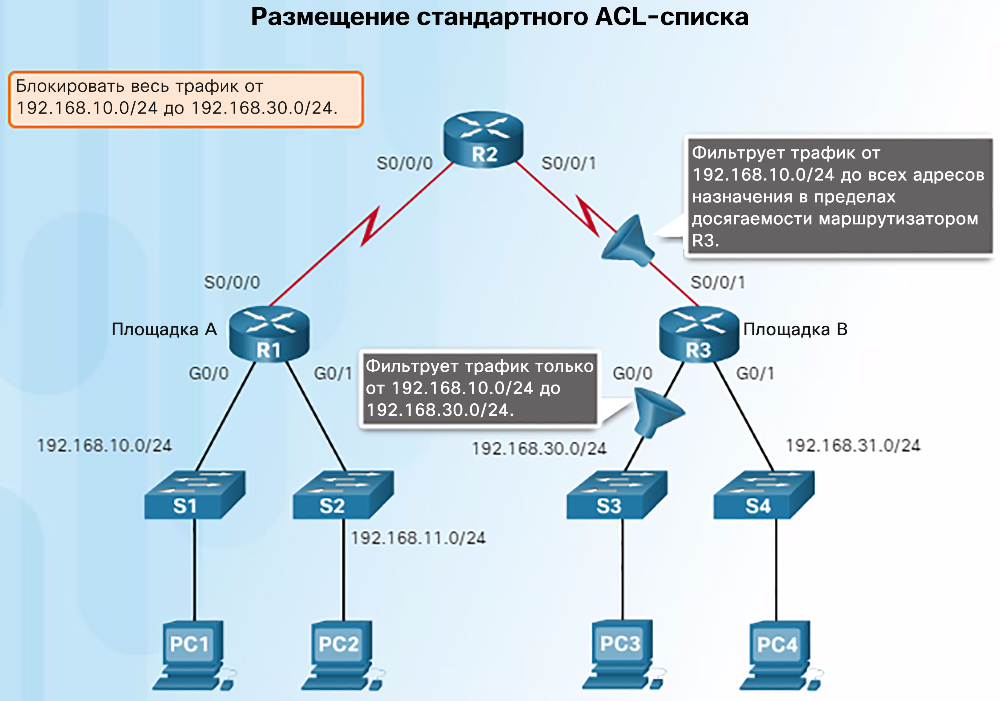 Размещение стандартного ACL-списка
Блокировать весь трафик от
192.168.10.0/24 до 192.168.30.0/24.
R2
S0/0/0
S0/0/1
Фильтрует трафик от
192.168.10.0/24 до всех адресов
назначения в пределах
досягаемости маршрутизатором
R3.
S0/0/0
S0/0/1
Площадка A
R1
R3
Площадка B
G0/0
G0/1
Фильтрует трафик только
от 192.168.10.0/24 до
192.168.30.0/24.
G0/0
G0/1
192.168.10.0/24
192.168.30.0/24
192.168.31.0/24
S1
S2
S3
S4
192.168.11.0/24
PC1
PC2
PC3
PC4